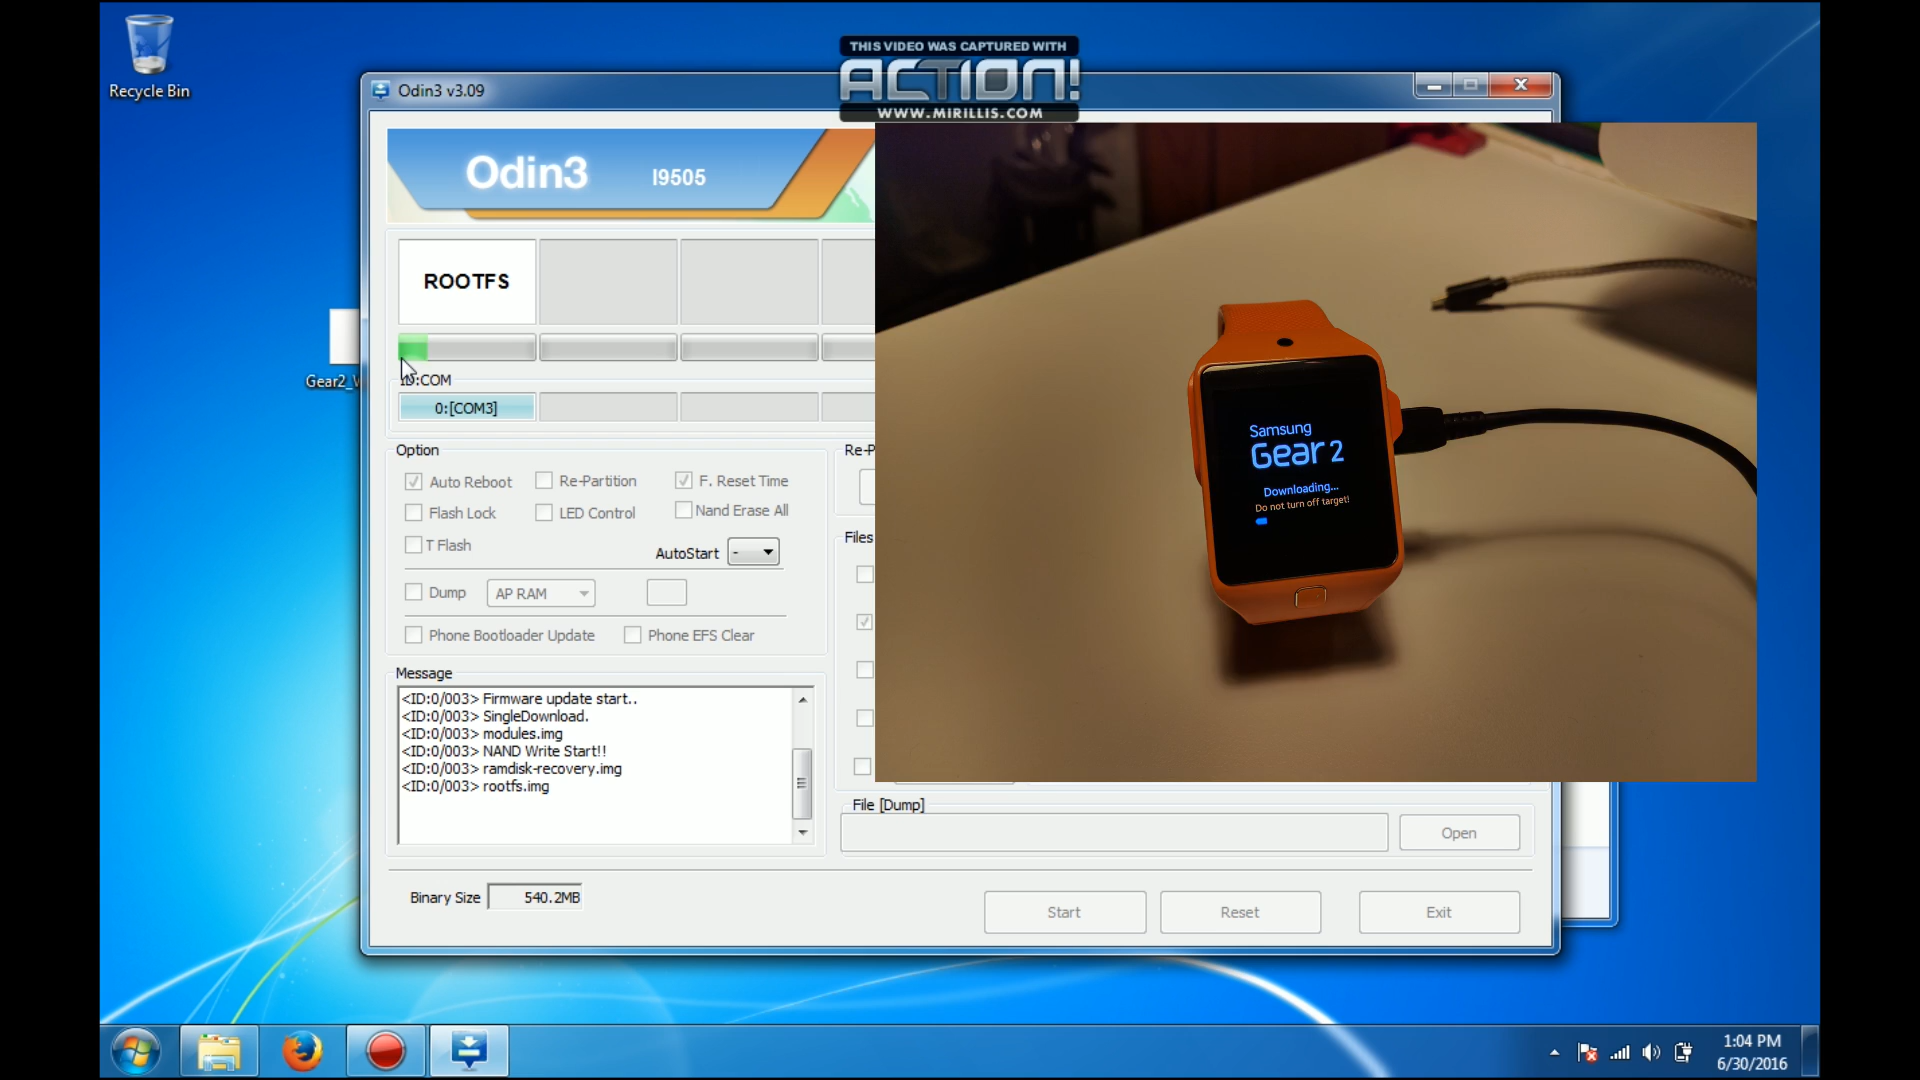 THIS VIDEO WAS CAPTURED WITH
ACTION!
WWW.MIRILLIS.COM
Recycle Bin
Odin3 v3.09
Odin3 I9505
ROOTFS
ID:COM
0:[COM3]
Option
Auto Reboot Re-Partition F. Reset Time
Flash Lock LED Control Nand Erase All
T Flash
AutoStart -
Dump AP RAM
Phone Bootloader Update Phone EFS Clear
Message
<ID:0/003> Firmware update start..
<ID:0/003> SingleDownload.
<ID:0/003> modules.img
<ID:0/003> NAND Write Start!!
<ID:0/003> ramdisk-recovery.img
<ID:0/003> rootfs.img
Binary Size 540.2MB
Re-P
Files
File [Dump]
Open
Start Reset Exit
Gear2_
Samsung
Gear 2
Downloading...
Do not turn off target!
1:04 PM
6/30/2016